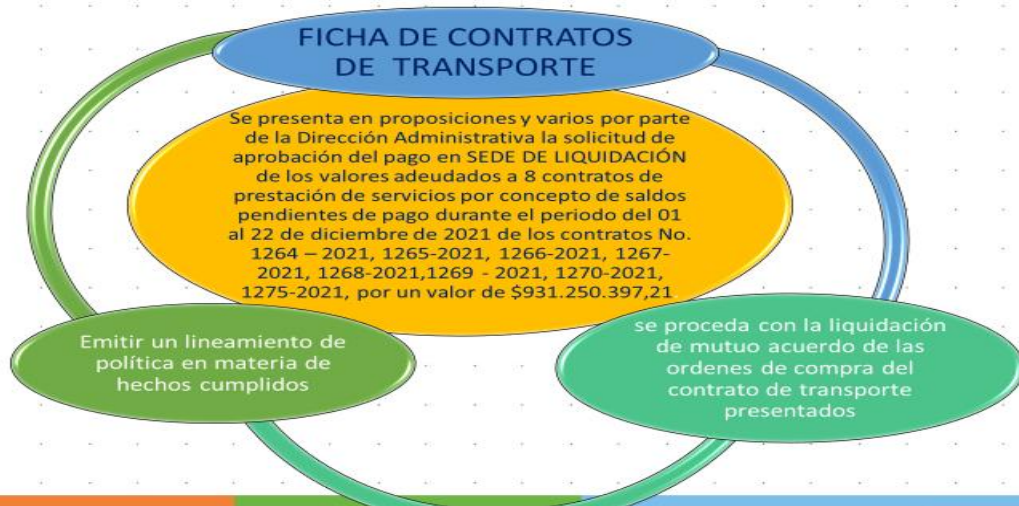 FICHA DE CONTRATOS
DE TRANSPORTE
Se presenta en proposiciones y varios por parte
de la Dirección Administrativa la solicitud de
aprobación del pago en SEDE DE LIQUIDACIÓN
de los valores adeudados a 8 contratos de
prestación de servicios por concepto de saldos
pendientes de pago durante el periodo del 01
al 22 de diciembre de 2021 de los contratos No.
1264 – 2021, 1265-2021, 1266-2021, 1267-
2021, 1268-2021,1269 - 2021, 1270-2021,
1275-2021, por un valor de $931.250.397,21
Emitir un lineamiento de
política en materia de
hechos cumplidos
se proceda con la liquidación
de mutuo acuerdo de las
ordenes de compra del
contrato de transporte
presentados